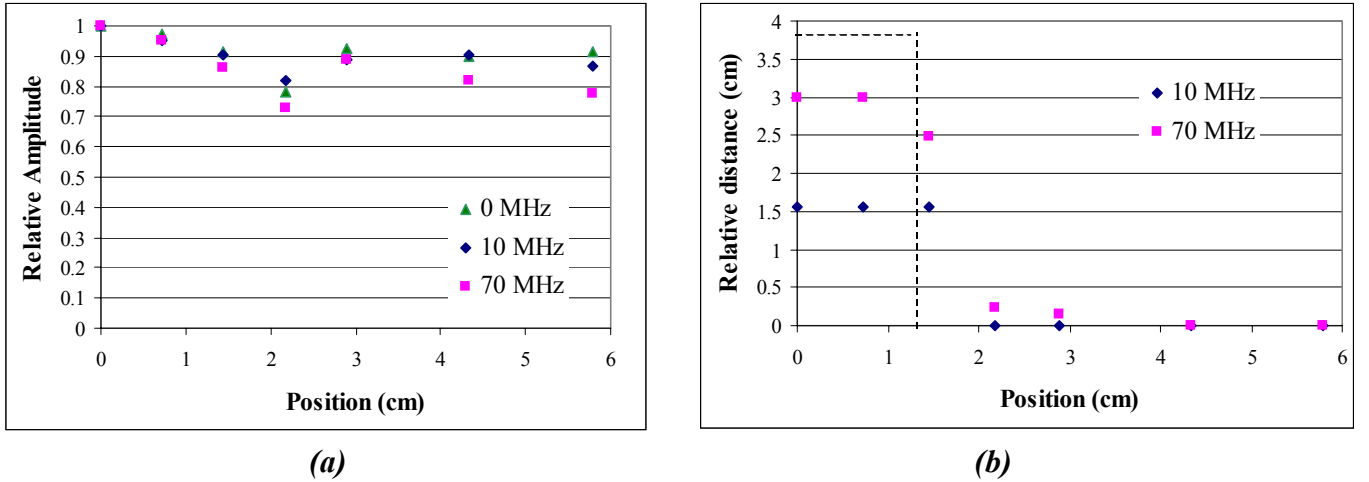 1
0.9
0.8
0.7
0.6
0.5
0.4
0.3
0.2
0.1
0
Relative Amplitude
0 MHz
10 MHz
70 MHz
0 1 2 3 4 5 6
Position (cm)
(a)
4
3.5
3
2.5
2
1.5
1
0.5
0
Relative distance (cm)
10 MHz
70 MHz
0 1 2 3 4 5 6
Position (cm)
(b)